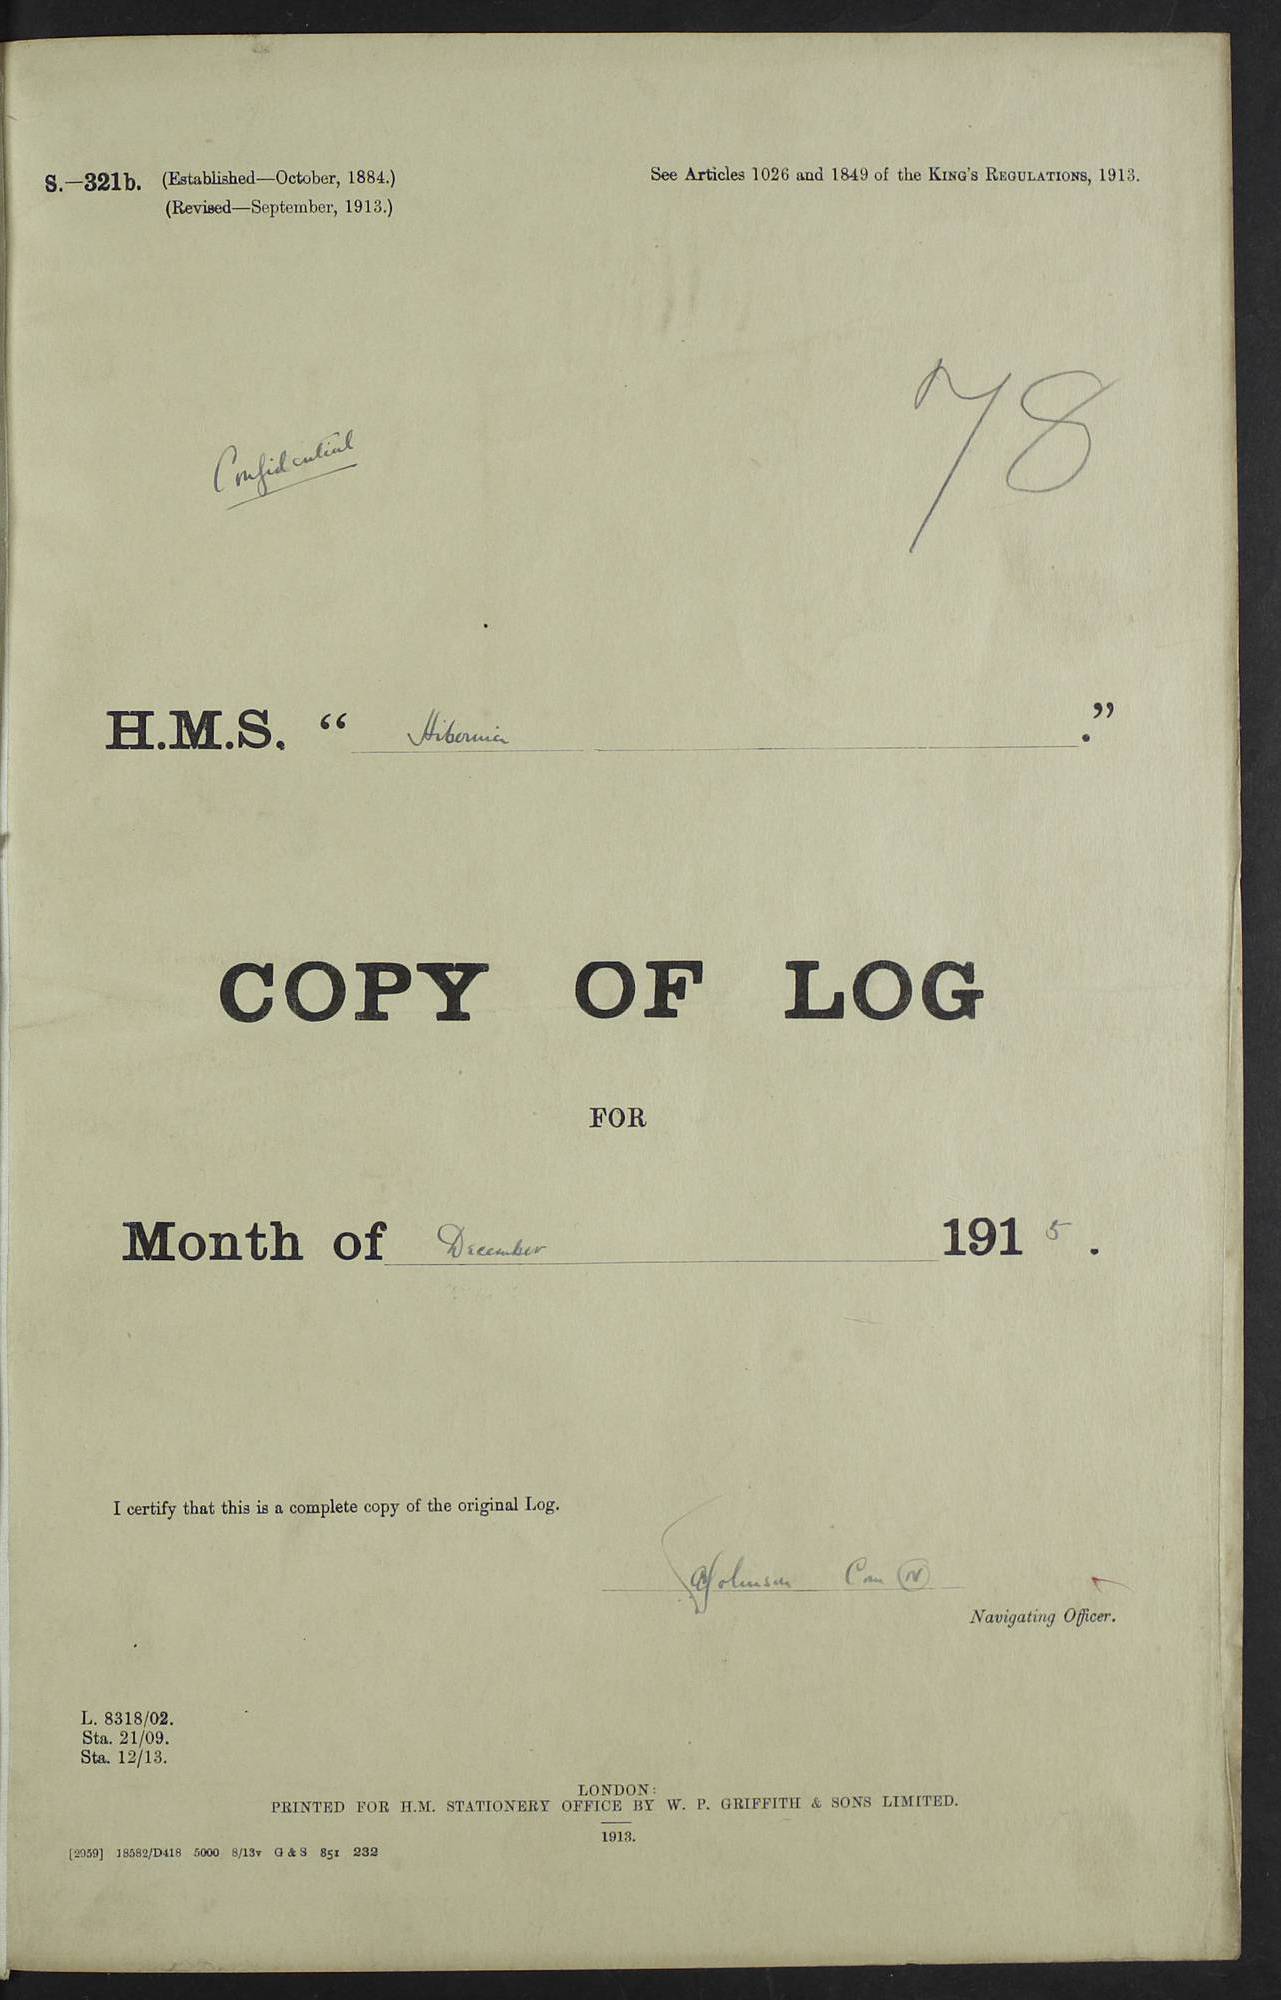 S.—321b. (Established—October, 1884.)
(Revised—September, 1913.)
See Articles 1026 and 1849 of the KING'S REGULATIONS, 1913.
78
Confidential
H.M.S. “ Hibernia .”
COPY OF LOG
FOR
Month of December 1915.
I certify that this is a complete copy of the original Log.
Johnson Com (N)
Navigating Officer.
L. 8318/02.
Sta. 21/09.
Sta. 12/13.
LONDON:
PRINTED FOR H.M. STATIONERY OFFICE BY W. P. GRIFFITH & SONS LIMITED.
1913.
[2959] 18582/D418 5000 8/13v G & S 851 232